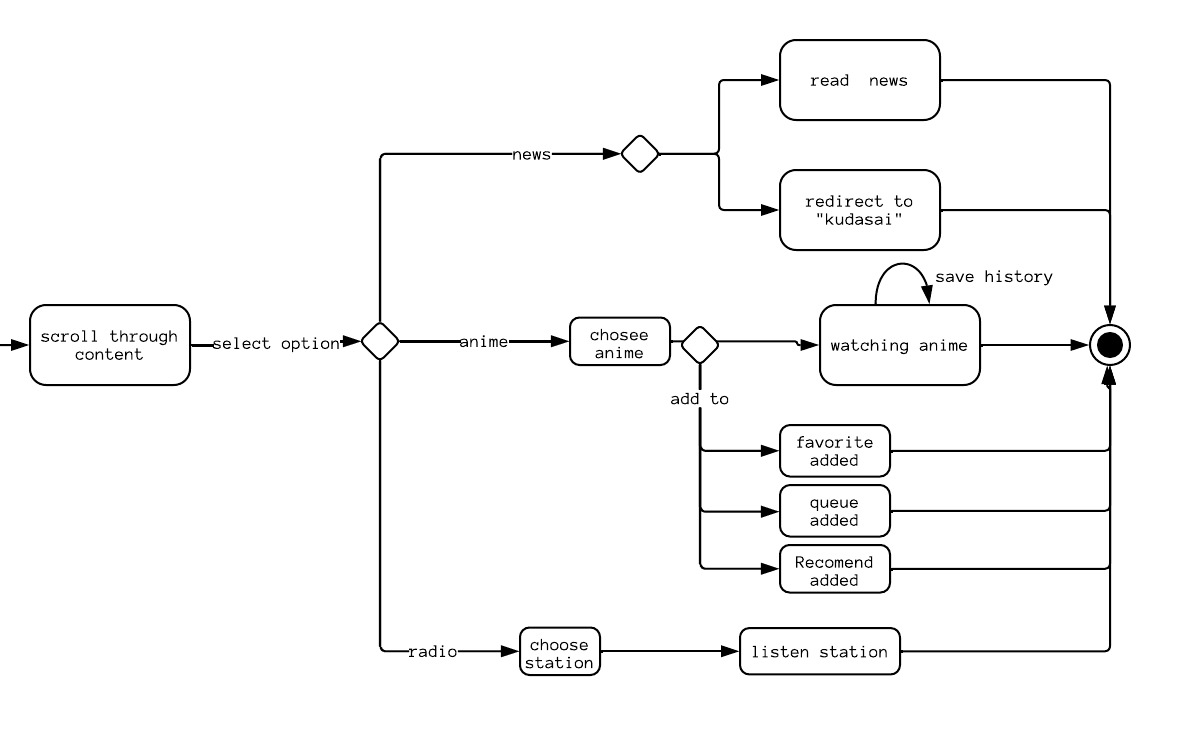 read  news
news
redirect to
"kudasai"
save history
scroll through
content
select option
anime
chosee
anime
watching anime
add to
favorite
added
queue
added
Recomend
added
radio
choose
station
listen station